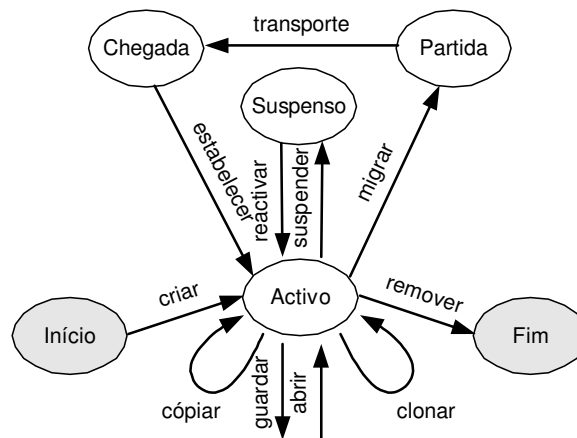 transporte
Chegada
Partida
Suspenso
estabelecer
reactivar
suspender
migrar
criar
Activo
remover
Início
Fim
cópiar
guardar
abrir
clonar